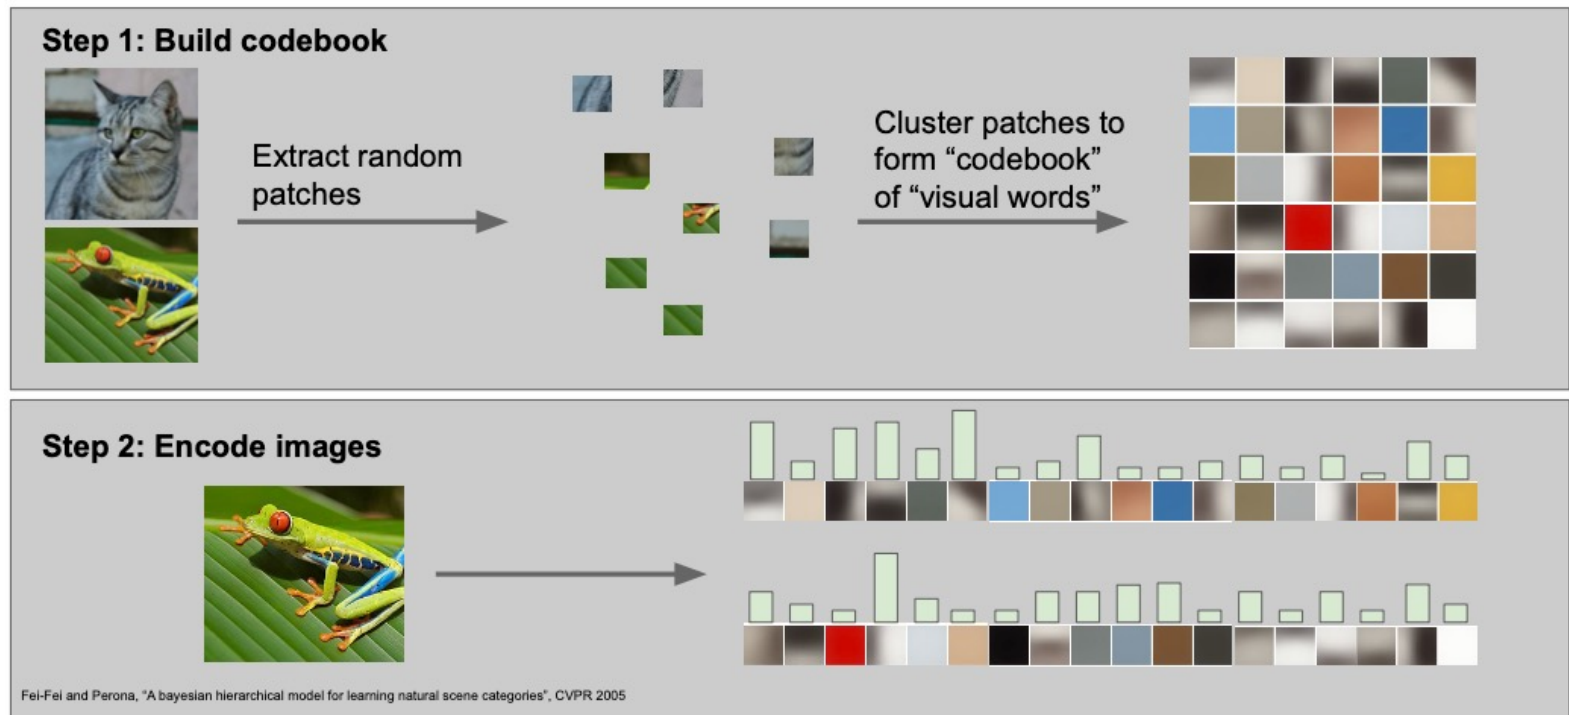 Step 1: Build codebook
Extract random
patches
Cluster patches to
form “codebook”
of “visual words”
Step 2: Encode images
Fei-Fei and Perona, “A bayesian hierarchical model for learning natural scene categories”, CVPR 2005